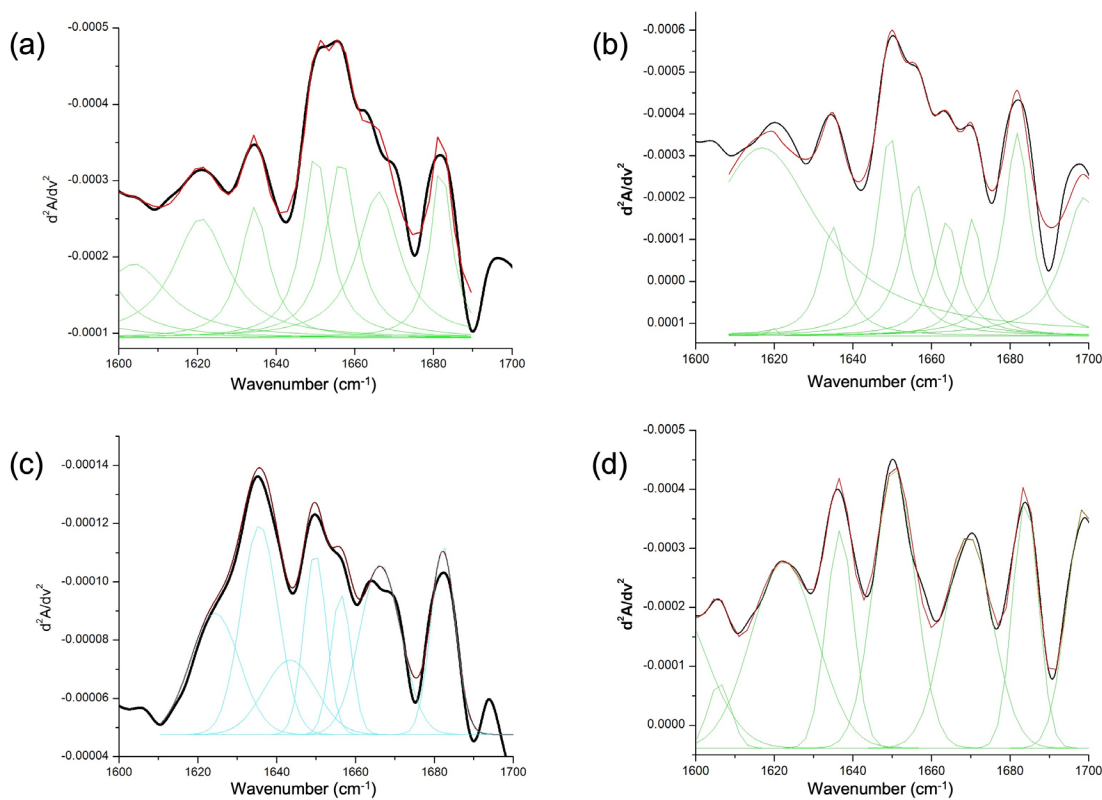 (a)
-0.0005
-0.0004
-0.0003
-0.0002
-0.0001
d²A/dv²
1600 1620 1640 1660 1680 1700
Wavenumber (cm⁻¹)
(b)
-0.0006
-0.0005
-0.0004
-0.0003
-0.0002
-0.0001
0.0000
0.0001
d²A/dv²
1600 1620 1640 1660 1680 1700
Wavenumber (cm⁻¹)
(c)
-0.00014
-0.00012
-0.00010
-0.00008
-0.00006
-0.00004
d²A/dv²
1600 1620 1640 1660 1680 1700
Wavenumber (cm⁻¹)
(d)
-0.0005
-0.0004
-0.0003
-0.0002
-0.0001
0.0000
d²A/dv²
1600 1620 1640 1660 1680 1700
Wavenumber (cm⁻¹)